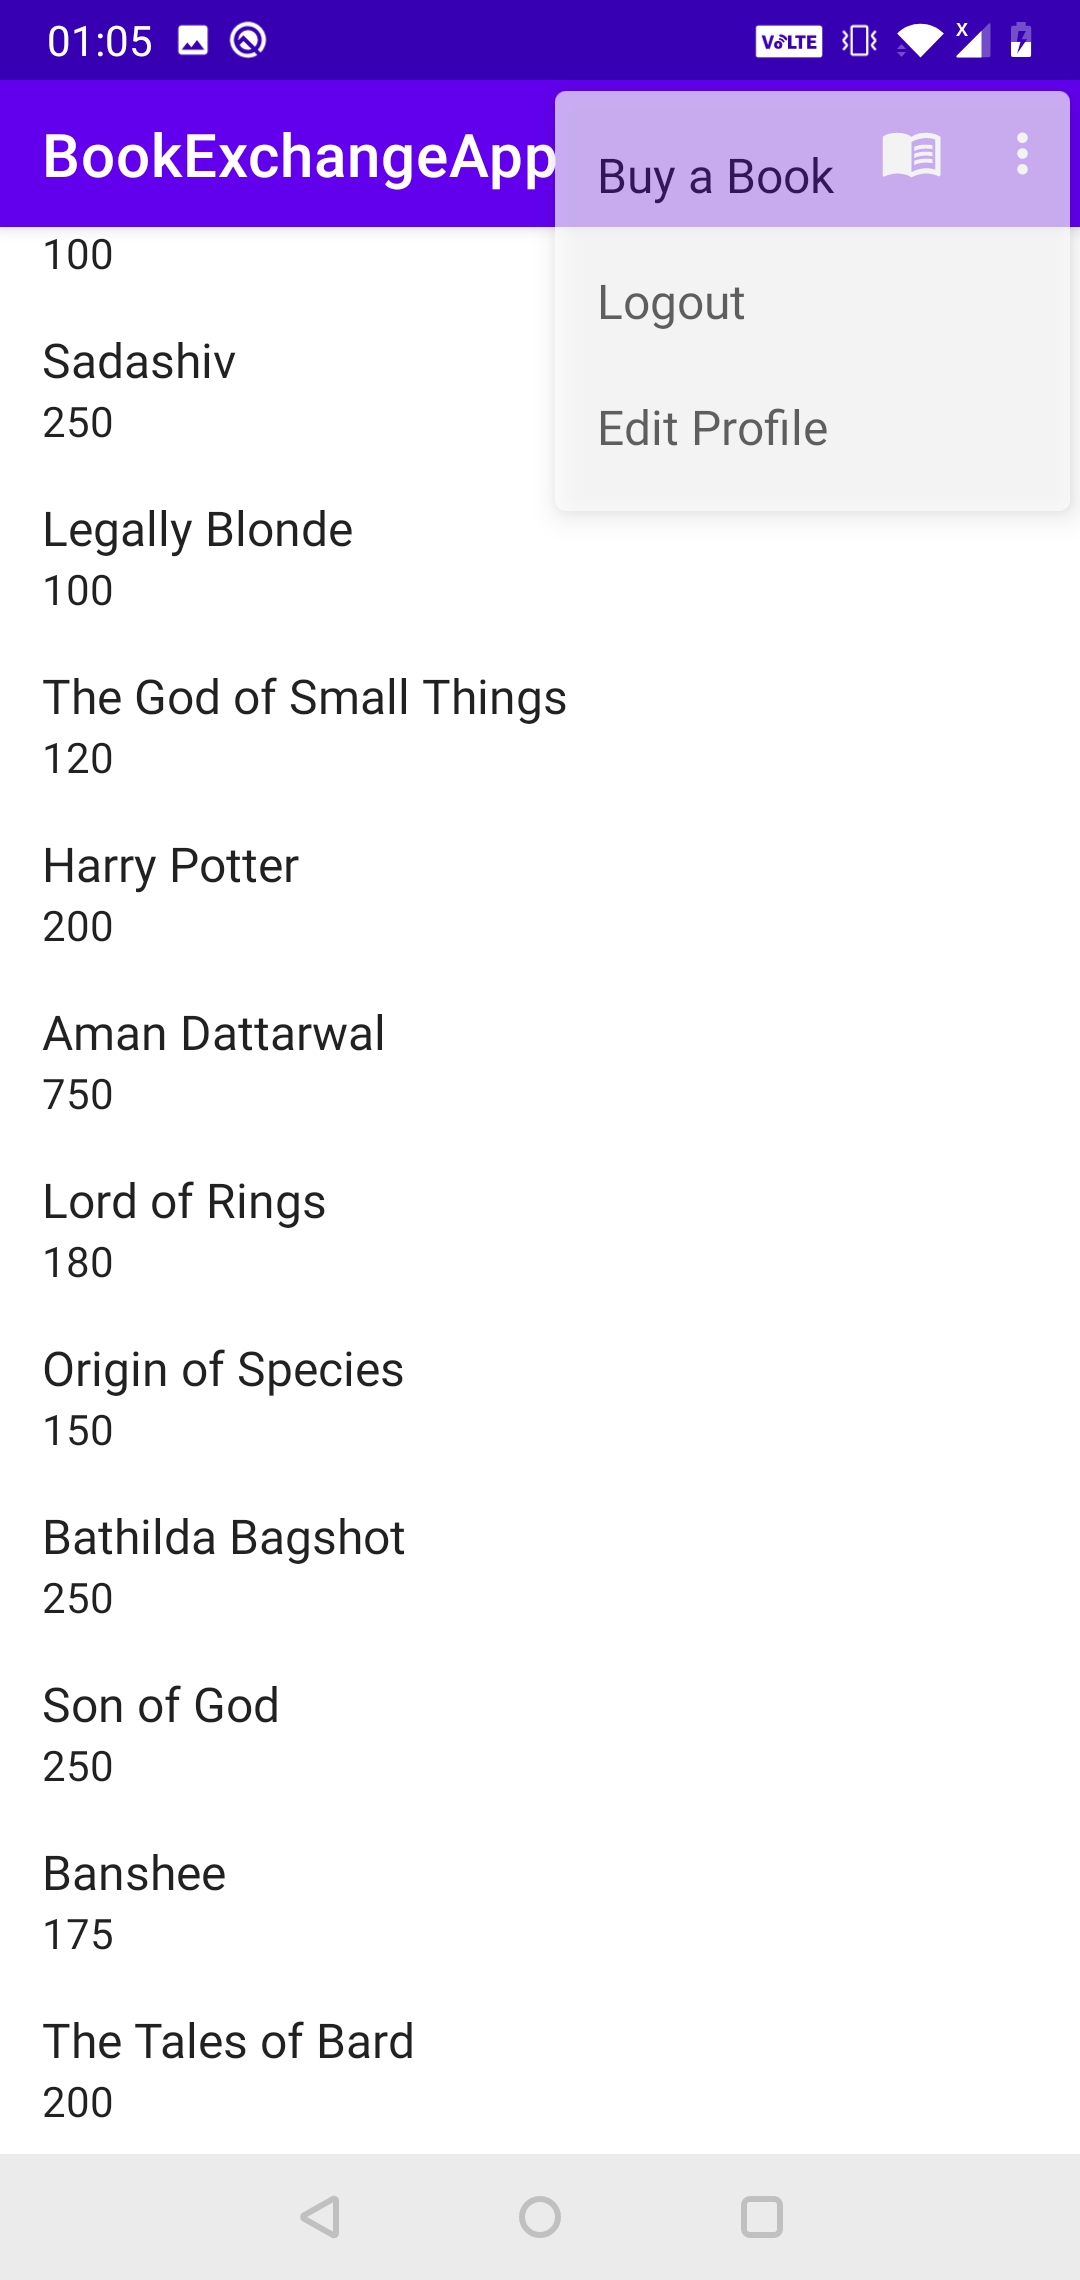 01:05
VoLTE
X
BookExchangeApp
Buy a Book
Logout
Edit Profile
100
Sadashiv
250
Legally Blonde
100
The God of Small Things
120
Harry Potter
200
Aman Dattarwal
750
Lord of Rings
180
Origin of Species
150
Bathilda Bagshot
250
Son of God
250
Banshee
175
The Tales of Bard
200